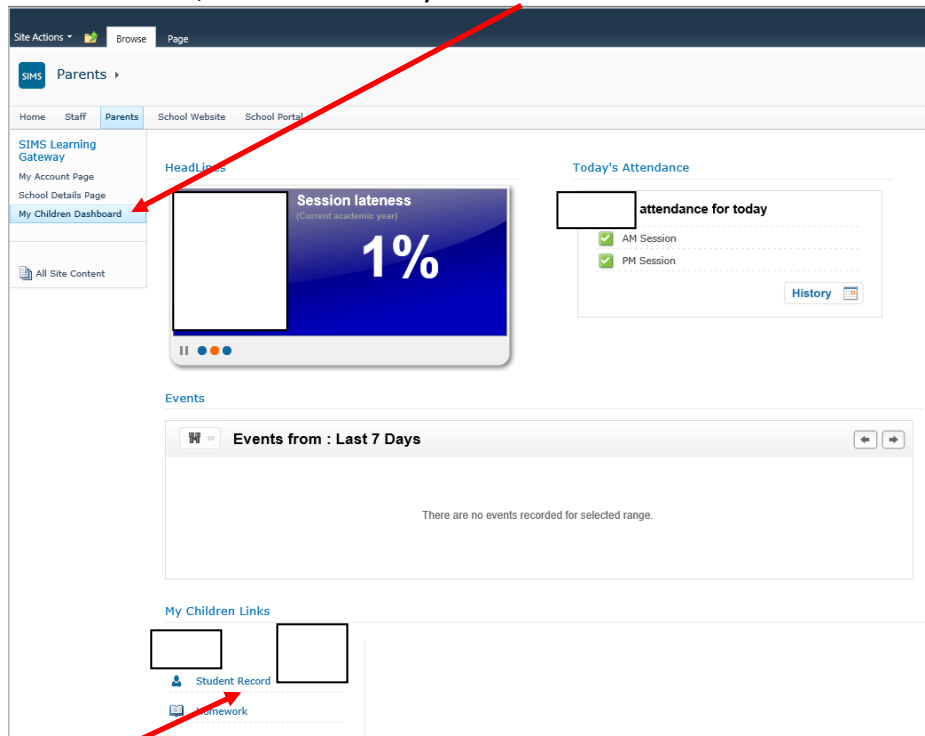 Site Actions
Browse
Page
SIMS
Parents
Home
Staff
Parents
School Website
School Portal
SIMS Learning
Gateway
My Account Page
School Details Page
My Children Dashboard
All Site Content
HeadLines
Session lateness
(Current academic year)
1%
Today's Attendance
attendance for today
AM Session
PM Session
History
Events
Events from : Last 7 Days
There are no events recorded for selected range.
My Children Links
Student Record
Homework